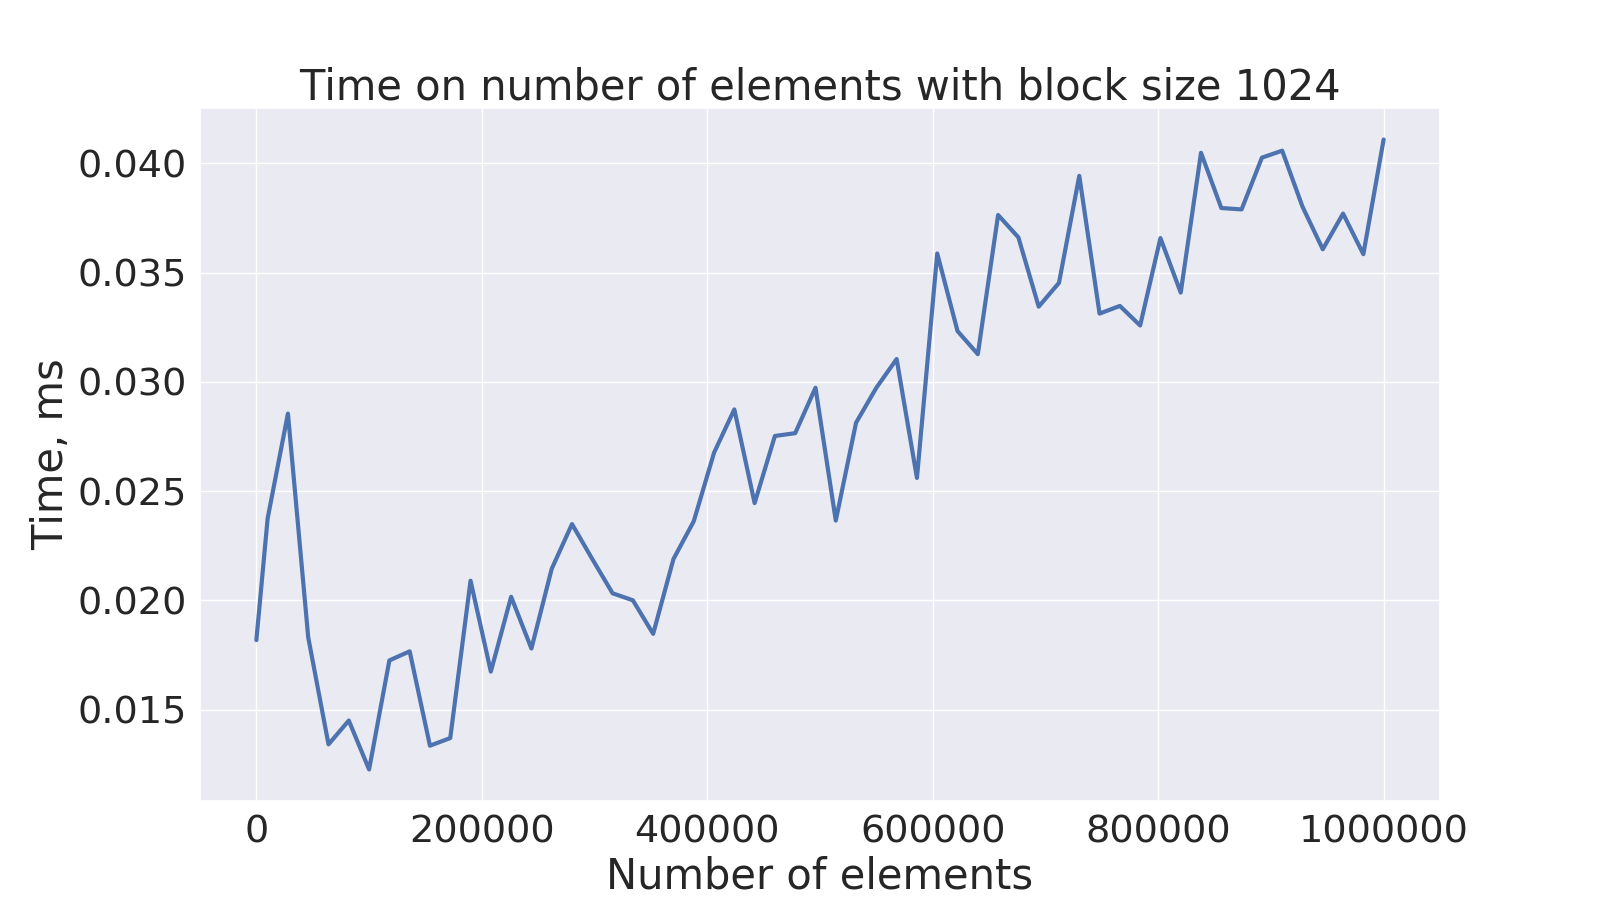 Time on number of elements with block size 1024
0.040
0.035
0.030
0.025
0.020
0.015
Time, ms
0 200000 400000 600000 800000 1000000
Number of elements